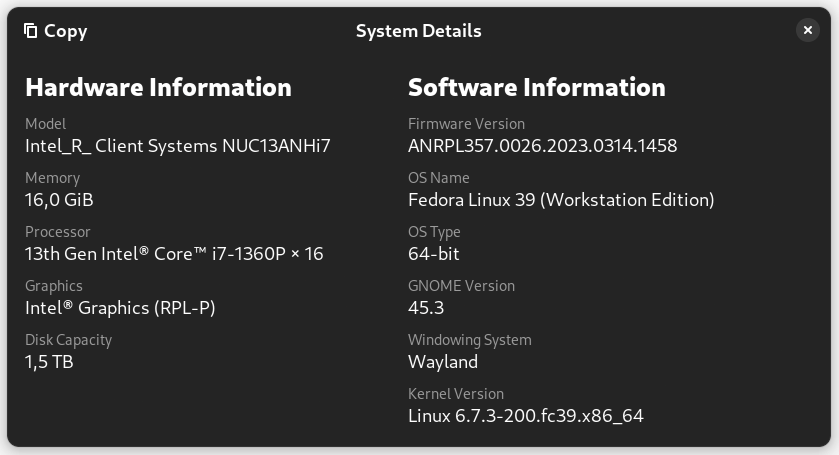 Copy
System Details
Hardware Information
Model
Intel_R_ Client Systems NUC13ANHi7
Memory
16,0 GiB
Processor
13th Gen Intel® Core™ i7-1360P × 16
Graphics
Intel® Graphics (RPL-P)
Disk Capacity
1,5 TB
Software Information
Firmware Version
ANRPL357.0026.2023.0314.1458
OS Name
Fedora Linux 39 (Workstation Edition)
OS Type
64-bit
GNOME Version
45.3
Windowing System
Wayland
Kernel Version
Linux 6.7.3-200.fc39.x86_64